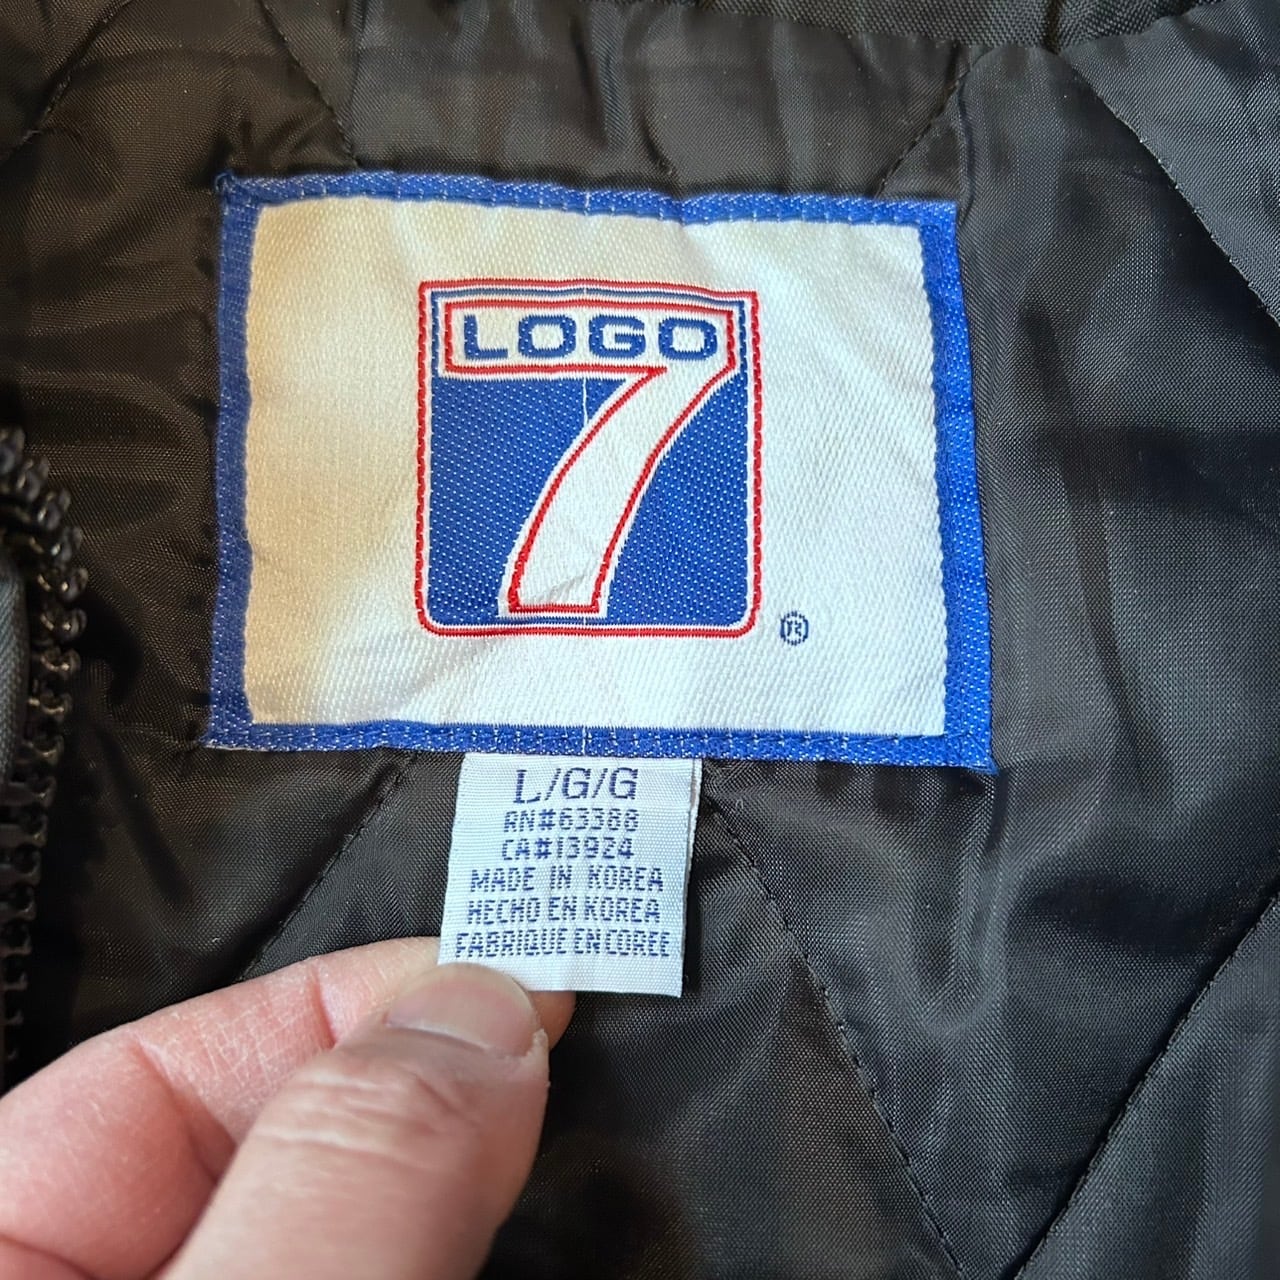 LOGO
7
®
L/G/G
RN#63388
CA#13924
MADE IN KOREA
HECHO EN KOREA
FABRIQUE EN COREE